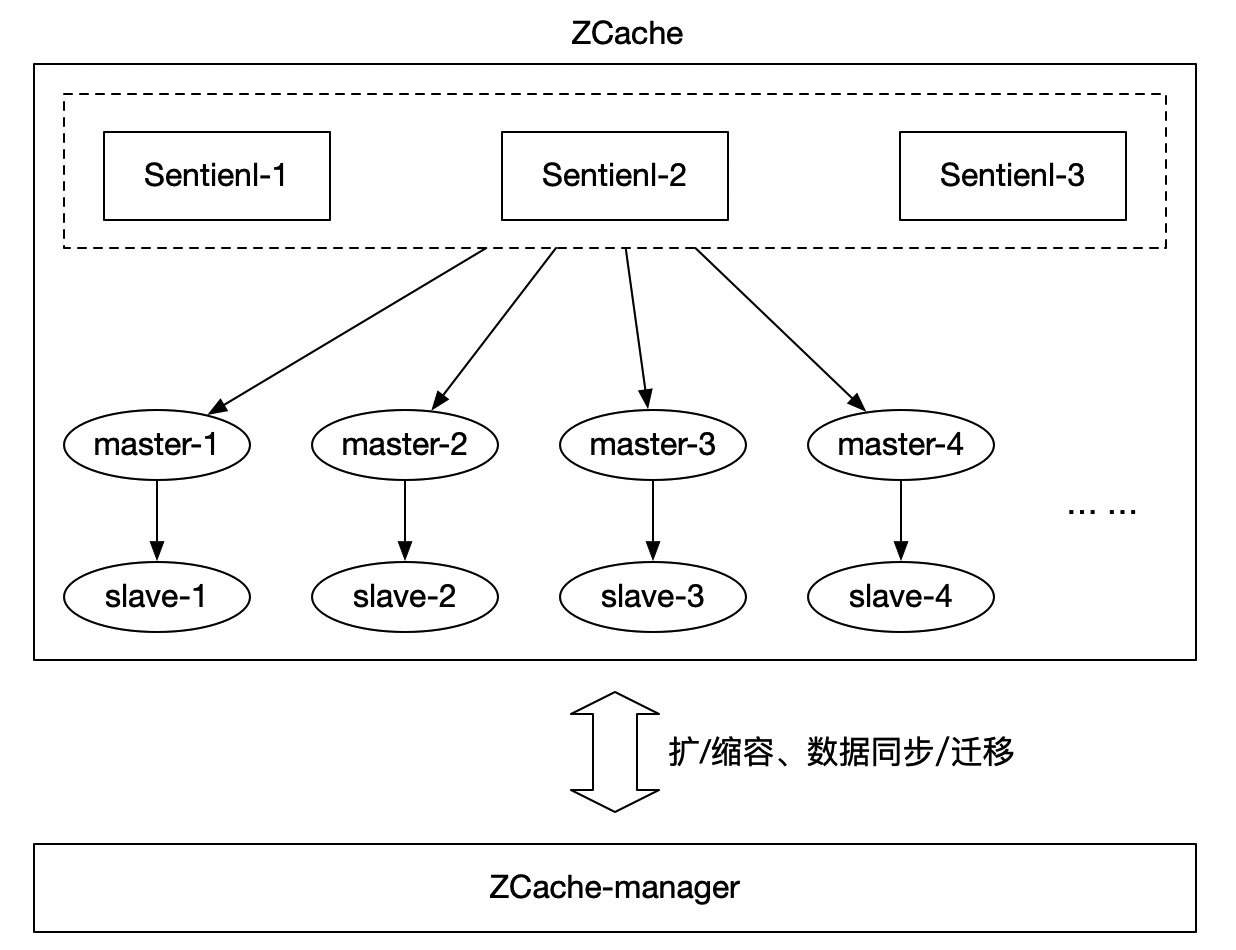 ZCache
Sentienl-1
Sentienl-2
Sentienl-3
master-1
master-2
master-3
master-4
... ...
slave-1
slave-2
slave-3
slave-4
扩/缩容、数据同步/迁移
ZCache-manager